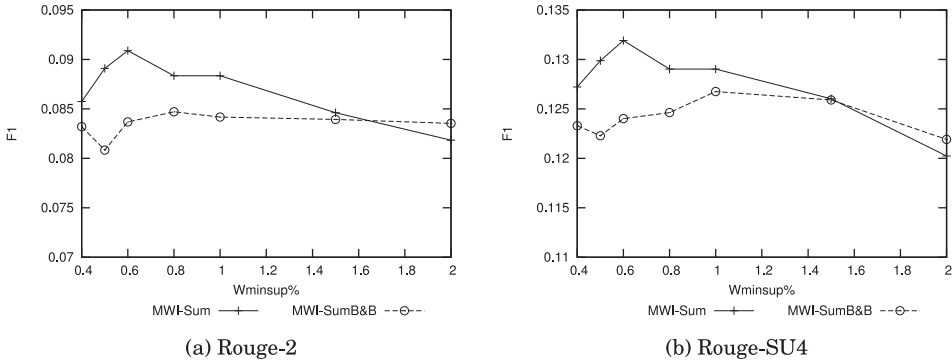 0.095
0.09
0.085
0.08
0.075
0.07
F1
0.4 0.6 0.8 1 1.2 1.4 1.6 1.8 2
Wminsup%
MWI-Sum MWI-SumB&B
(a) Rouge-2
0.135
0.13
0.125
0.12
0.115
0.11
F1
0.4 0.6 0.8 1 1.2 1.4 1.6 1.8 2
Wminsup%
MWI-Sum MWI-SumB&B
(b) Rouge-SU4